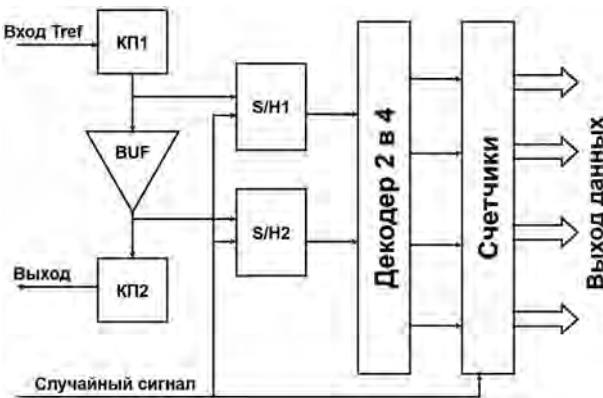 Вход Tref
КП1
S/H1
BUF
S/H2
Выход
КП2
Случайный сигнал
Декодер 2 в 4
Счетчики
Выход данных